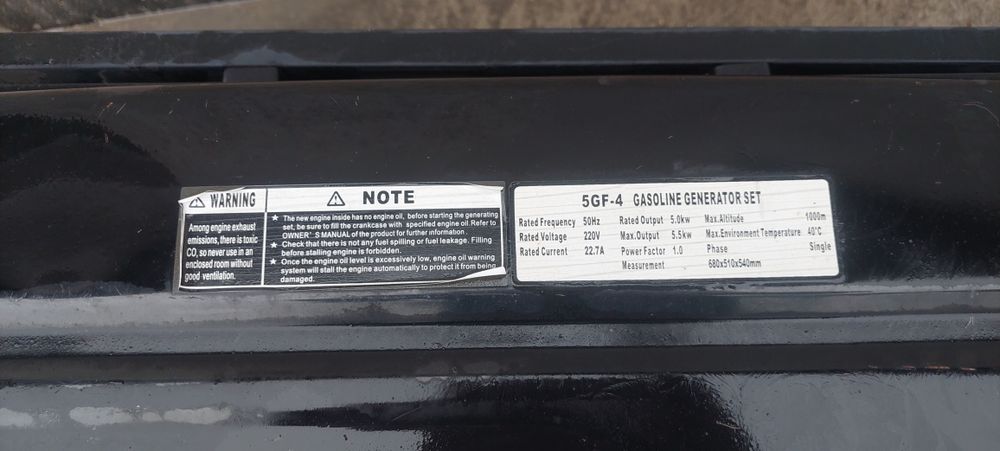 WARNING
Among engine exhaust
emissions, there is toxic
CO, so never use in an
enclosed room without
good ventilation.
NOTE
★ The new engine inside has no engine oil, before starting the generating
set, be sure to fill the crankcase with specified engine oil. Refer to
OWNER'S MANUAL of the product for further information.
★ Check that there is not any fuel spilling or fuel leakage. Filling
before stalling engine is forbidden.
★ Once the engine oil level is excessively low, engine oil warning
system will stall the engine automatically to protect it from being
damaged.
5GF-4 GASOLINE GENERATOR SET
Rated Frequency 50Hz Rated Output 5.0kw Max.Altitude 1000m
Rated Voltage 220V Max.Output 5.5kw Max.Environment Temperature 40℃
Rated Current 22.7A Power Factor 1.0 Phase Single
Measurement 680x510x540mm